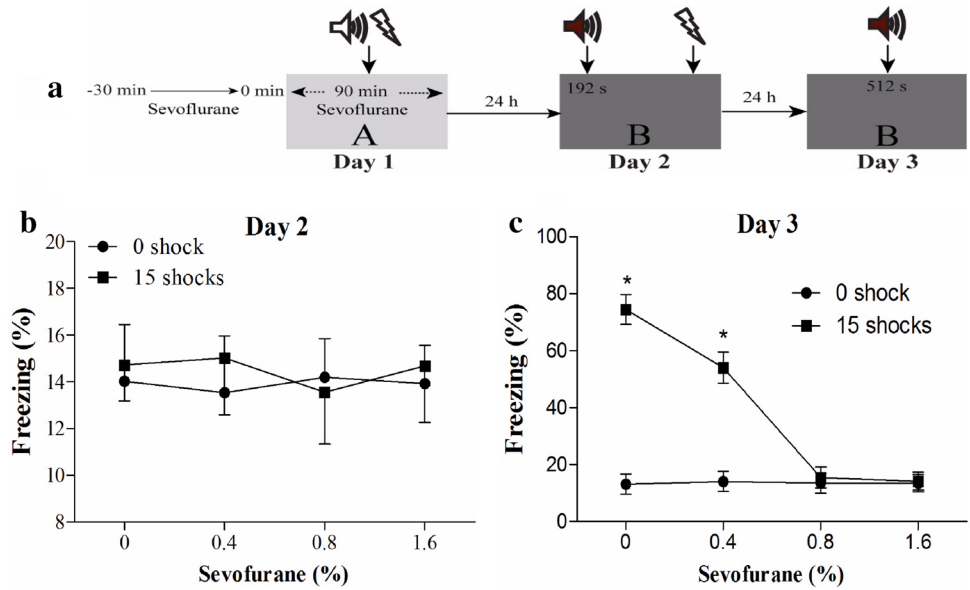 a
-30 min
0 min
Sevoflurane
90 min
Sevoflurane
A
Day 1
24 h
192 s
B
Day 2
24 h
512 s
B
Day 3
b
Day 2
0 shock
15 shocks
20
18
16
14
12
10
8
Freezing (%)
0
0.4
0.8
1.6
Sevofurane (%)
c
Day 3
0 shock
15 shocks
*
*
100
80
60
40
20
0
Freezing (%)
0
0.4
0.8
1.6
Sevofurane (%)